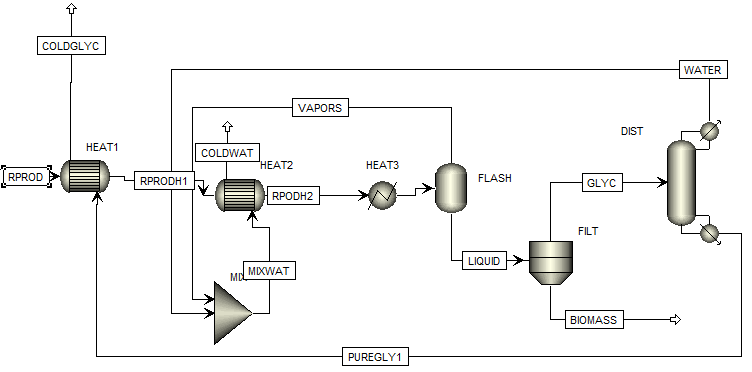 COLDGLYC
WATER
VAPORS
DIST
HEAT1
COLDWAT
HEAT2
HEAT3
FLASH
RPROD
RPRODH1
RPODH2
GLYC
FILT
LIQUID
MIXWAT
BIOMASS
PUREGLY1